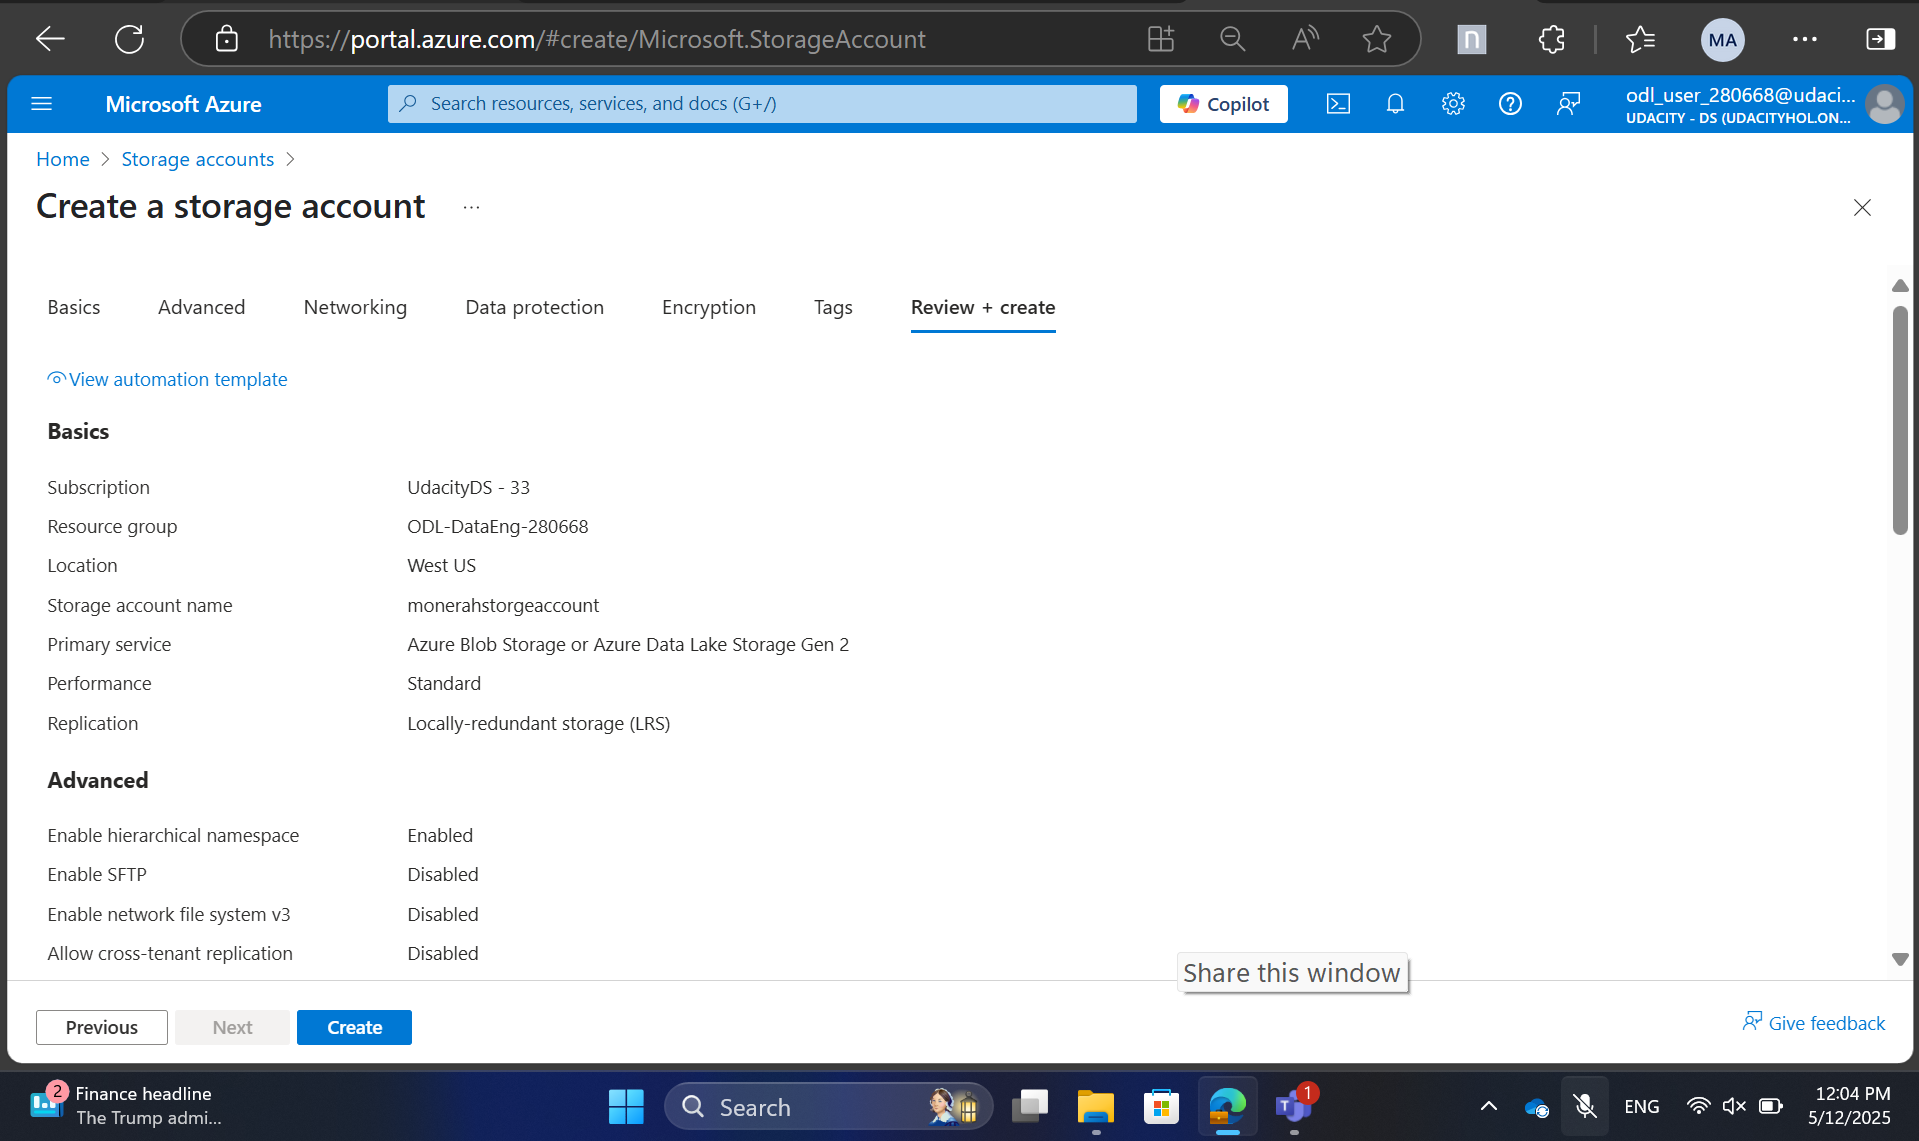 https://portal.azure.com/#create/Microsoft.StorageAccount
MA
Microsoft Azure
Search resources, services, and docs (G+/)
Copilot
odl_user_280668@udaci...
UDACITY - DS (UDACITYHOL.ON...
Home > Storage accounts >
Create a storage account ...
Basics Advanced Networking Data protection Encryption Tags Review + create
View automation template
Basics
Subscription UdacityDS - 33
Resource group ODL-DataEng-280668
Location West US
Storage account name monerahstorgeaccount
Primary service Azure Blob Storage or Azure Data Lake Storage Gen 2
Performance Standard
Replication Locally-redundant storage (LRS)
Advanced
Enable hierarchical namespace Enabled
Enable SFTP Disabled
Enable network file system v3 Disabled
Allow cross-tenant replication Disabled
Share this window
Previous Next Create
Give feedback
2
Finance headline
The Trump admi...
Search
1
ENG
12:04 PM
5/12/2025